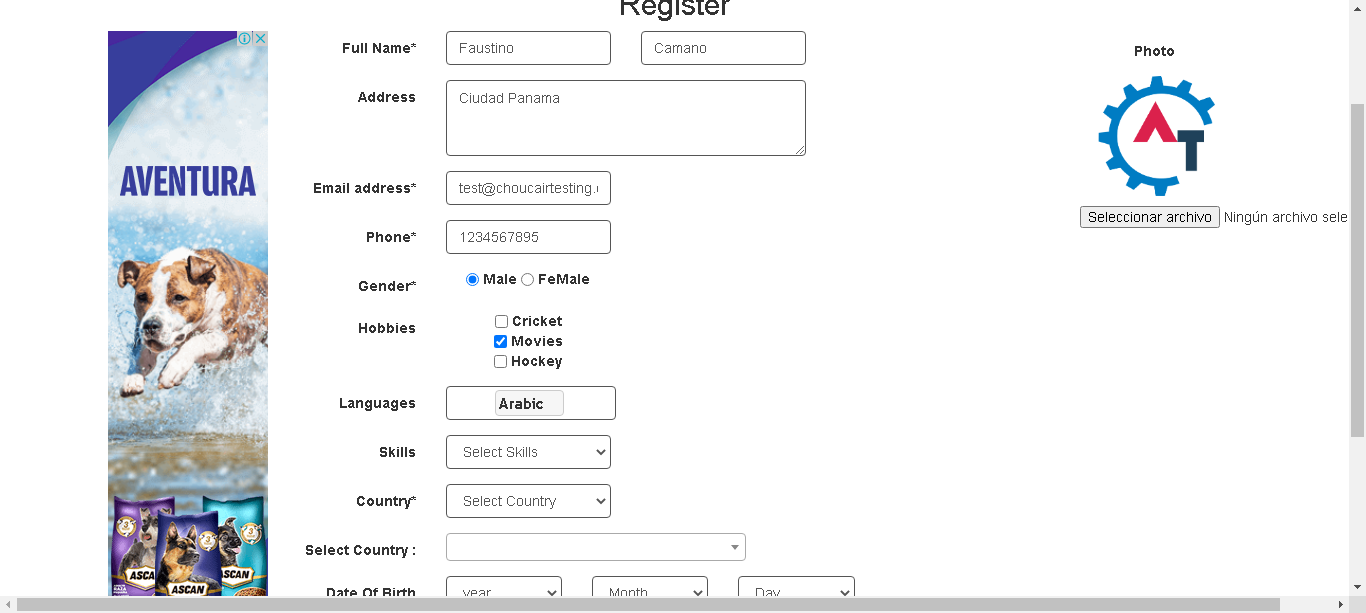 Register
AVENTURA
ASCAN
ASCAN
Full Name*
Faustino
Camano
Address
Ciudad Panama
Email address*
test@choucairtesting.
Phone*
1234567895
Gender*
Male
FeMale
Hobbies
Cricket
Movies
Hockey
Languages
Arabic
Skills
Select Skills
Country*
Select Country
Select Country :
Date Of Birth
year
Month
Day
Photo
AT
Seleccionar archivo
Ningún archivo sele